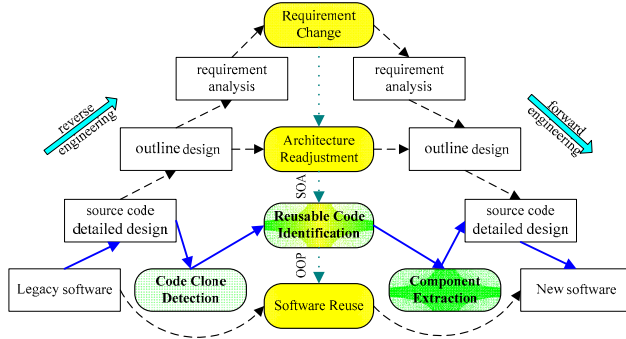 Requirement
Change
requirement
analysis
requirement
analysis
reverse
engineering
forward
engineering
outline design
Architecture
Readjustment
outline design
SOA
source code
detailed design
Reusable Code
Identification
source code
detailed design
OOP
Legacy software
Code Clone
Detection
Software Reuse
Component
Extraction
New software